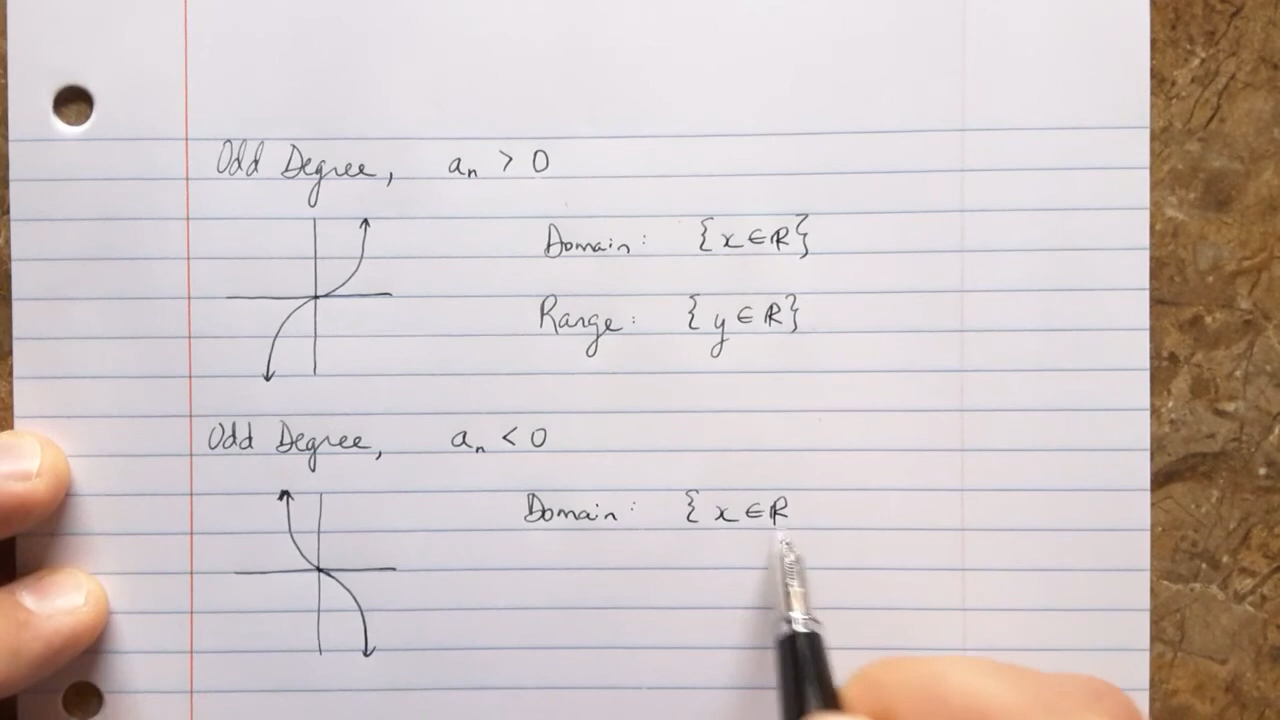 Odd Degree, aₙ > 0
Domain: {x∈ℝ}
Range: {y∈ℝ}
Odd Degree, aₙ < 0
Domain: {x∈ℝ